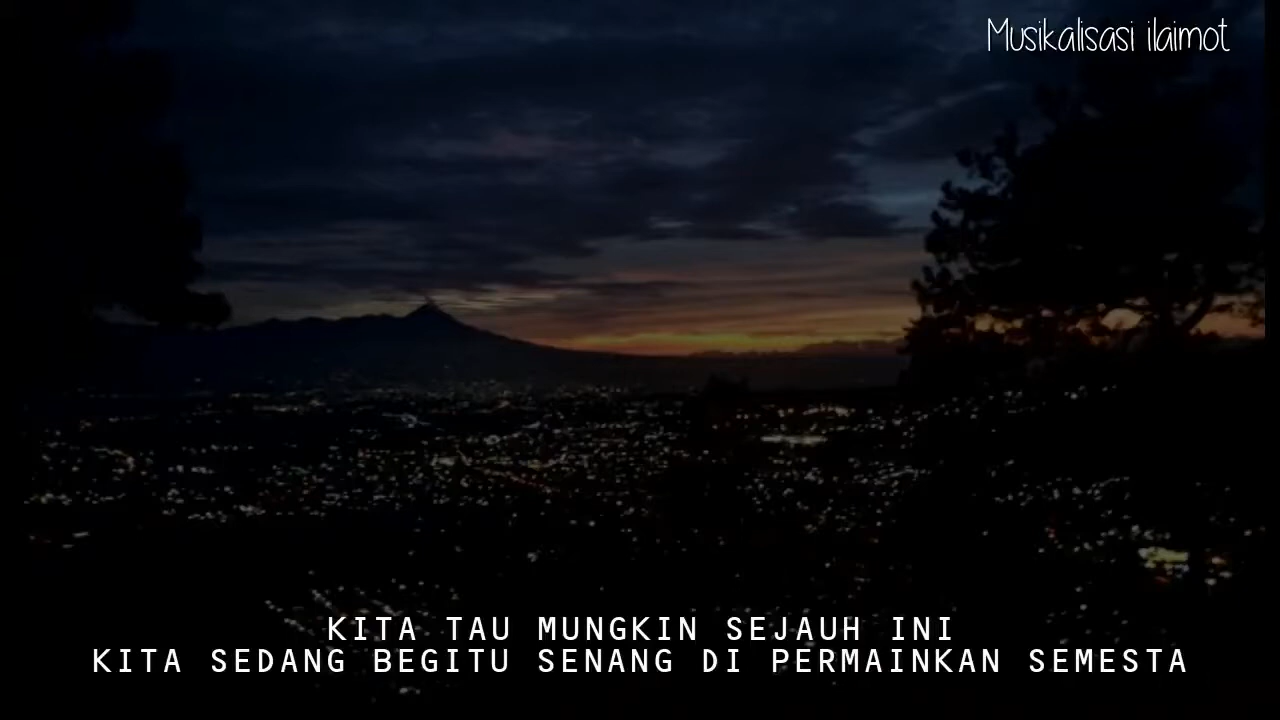 Musikalisasi ilaimot
KITA TAU MUNGKIN SEJAUH INI
KITA SEDANG BEGITU SENANG DI PERMAINKAN SEMESTA